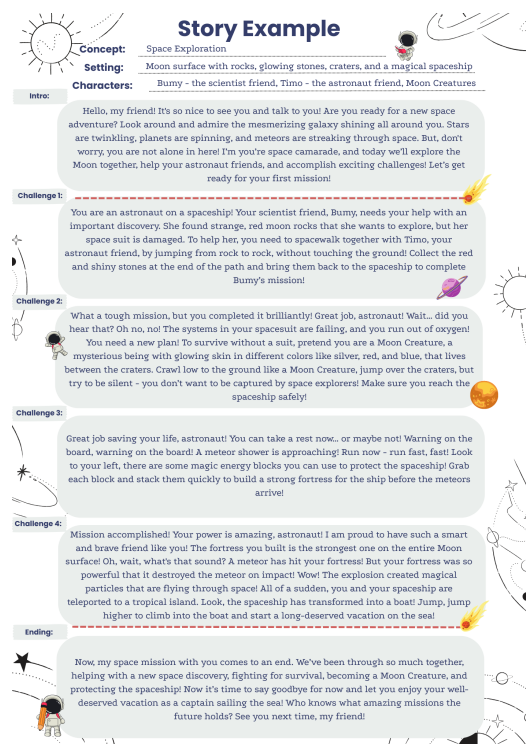 Story Example
Concept: Space Exploration
Setting: Moon surface with rocks, glowing stones, craters, and a magical spaceship
Characters: Bumy - the scientist friend, Timo - the astronaut friend, Moon Creatures
Intro:
Hello, my friend! It's so nice to see you and talk to you! Are you ready for a new space
adventure? Look around and admire the mesmerizing galaxy shining all around you. Stars
are twinkling, planets are spinning, and meteors are streaking through space. But, don't
worry, you are not alone in here! I'm you're space camarade, and today we'll explore the
Moon together, help your astronaut friends, and accomplish exciting challenges! Let's get
ready for your first mission!
Challenge 1:
You are an astronaut on a spaceship! Your scientist friend, Bumy, needs your help with an
important discovery. She found strange, red moon rocks that she wants to explore, but her
space suit is damaged. To help her, you need to spacewalk together with Timo, your
astronaut friend, by jumping from rock to rock, without touching the ground! Collect the red
and shiny stones at the end of the path and bring them back to the spaceship to complete
Bumy's mission!
Challenge 2:
What a tough mission, but you completed it brilliantly! Great job, astronaut! Wait... did you
hear that? Oh no, no! The systems in your spacesuit are failing, and you run out of oxygen!
You need a new plan! To survive without a suit, pretend you are a Moon Creature, a
mysterious being with glowing skin in different colors like silver, red, and blue, that lives
between the craters. Crawl low to the ground like a Moon Creature, jump over the craters, but
try to be silent - you don't want to be captured by space explorers! Make sure you reach the
spaceship safely!
Challenge 3:
Great job saving your life, astronaut! You can take a rest now... or maybe not! Warning on the
board, warning on the board! A meteor shower is approaching! Run now - run fast, fast! Look
to your left, there are some magic energy blocks you can use to protect the spaceship! Grab
each block and stack them quickly to build a strong fortress for the ship before the meteors
arrive!
Challenge 4:
Mission accomplished! Your power is amazing, astronaut! I am proud to have such a smart
and brave friend like you! The fortress you built is the strongest one on the entire Moon
surface! Oh, wait, what's that sound? A meteor has hit your fortress! But your fortress was so
powerful that it destroyed the meteor on impact! Wow! The explosion created magical
particles that are flying through space! All of a sudden, you and your spaceship are
teleported to a tropical island. Look, the spaceship has transformed into a boat! Jump, jump
higher to climb into the boat and start a long-deserved vacation on the sea!
Ending:
Now, my space mission with you comes to an end. We've been through so much together,
helping with a new space discovery, fighting for survival, becoming a Moon Creature, and
protecting the spaceship! Now it's time to say goodbye for now and let you enjoy your well-
deserved vacation as a captain sailing the sea! Who knows what amazing missions the
future holds? See you next time, my friend!